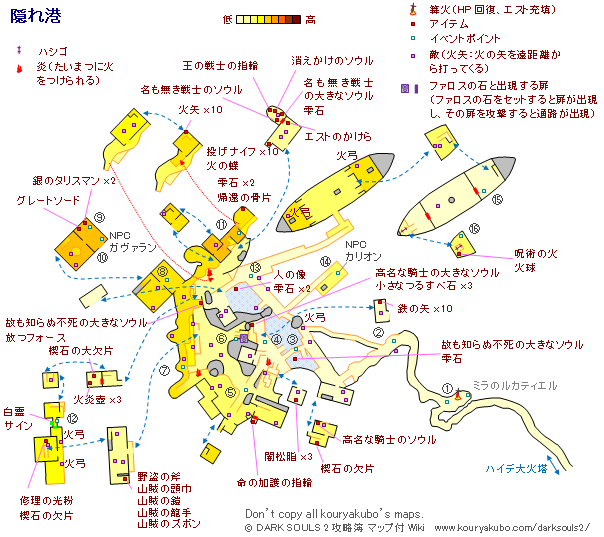 隠れ港
低
高
ハシゴ
炎(たいまつに火
をつけられる)
篝火(HP回復、エスト充填)
アイテム
イベントポイント
敵(火矢:火の矢を遠距離か
ら打ってくる)
ファロスの石と出現する扉
(ファロスの石をセットすると扉が出現
し、その扉を攻撃すると通路が出現)
王の戦士の指輪
消えかけのソウル
名も無き戦士のソウル
火矢×10
名も無き戦士
の大きなソウル
雫石
エストのかけら
投げナイフ×10
火の蝶
雫石×2
帰還の骨片
火弓
火弓
銀のタリスマン×2
グレートソード
⑨
NPC
ガヴァラン
⑩
⑪
⑧
NPC
カリオン
⑮
⑯
呪術の火
火球
⑬
人の像
雫石×2
⑭
高名な騎士の大きなソウル
小さなつるすべ石×3
故も知らぬ不死の大きなソウル
放つフォース
火弓
鉄の矢×10
②
⑥
④
③
故も知らぬ不死の大きなソウル
雫石
楔石の大欠片
⑦
⑤
火炎壺×3
①
ミラのルカティエル
白霊
サイン
⑫
火弓
火弓
火弓
高名な騎士のソウル
闇松脂×3
楔石の欠片
命の加護の指輪
ハイデ大火塔
修理の光粉
楔石の欠片
野盗の斧
山賊の頭巾
山賊の鎧
山賊の籠手
山賊のズボン
Don't copy all kouryakubo's maps.
© DARK SOULS 2 攻略簿 マップ付 Wiki www.kouryakubo.com/darksouls2/